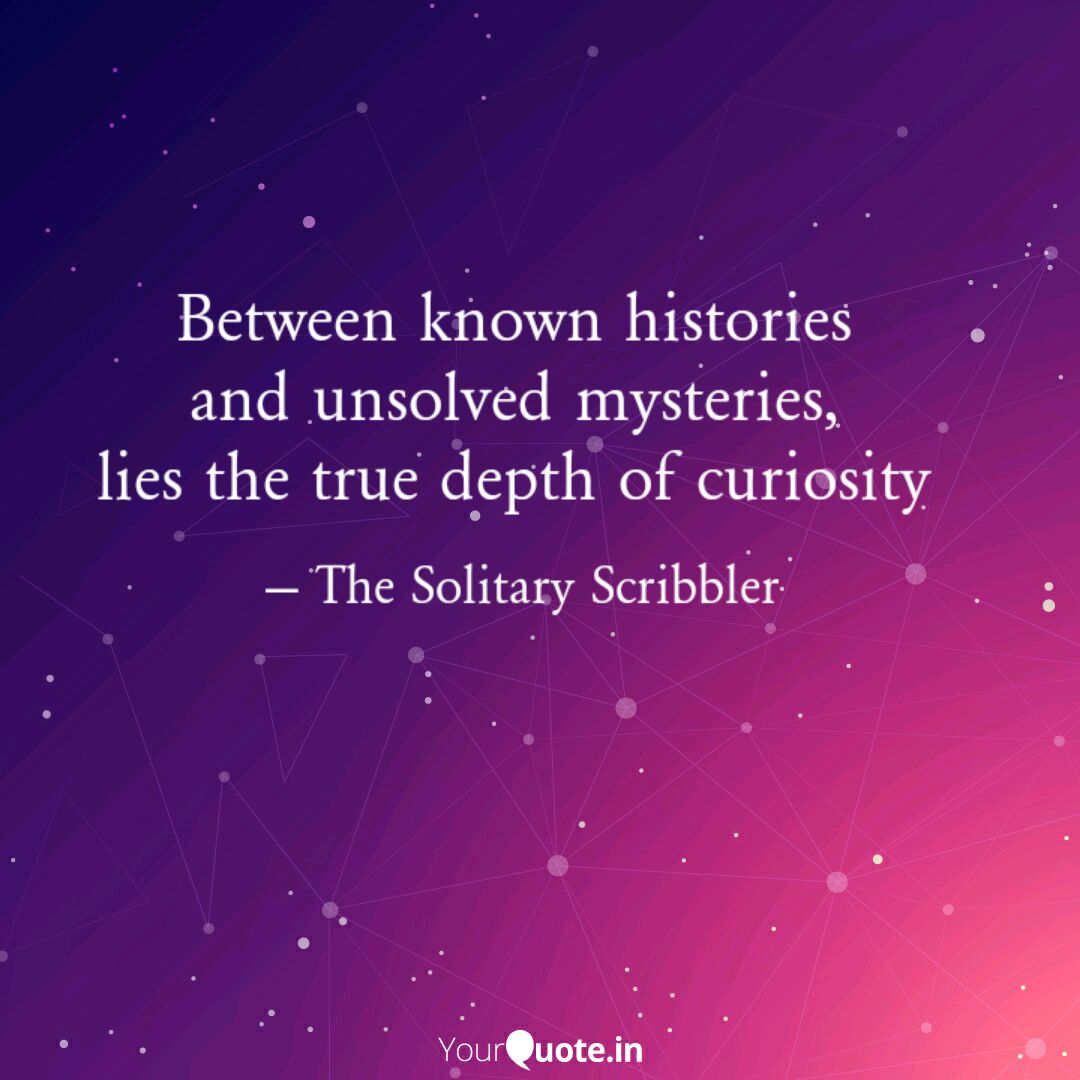 Between known histories
and unsolved mysteries,
lies the true depth of curiosity
– The Solitary Scribbler
YourQuote.in